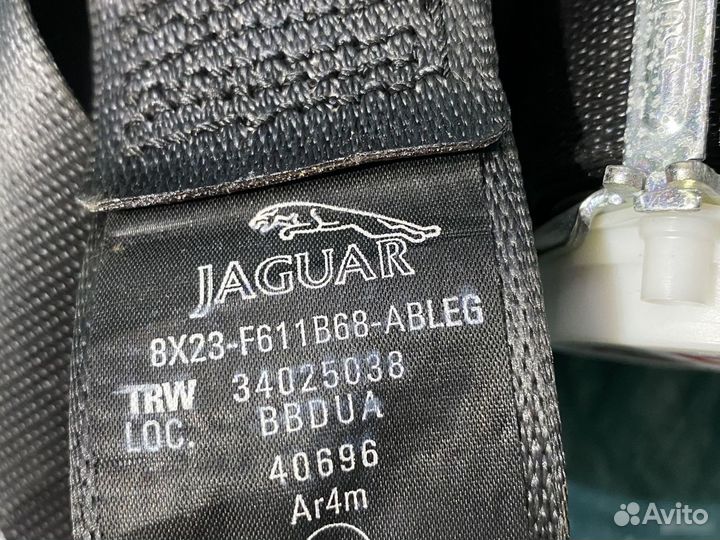 JAGUAR
8X23-F611B68-ABLEG
TRW 34025038
LOC. BBDUA
40696
Ar4m
Avito